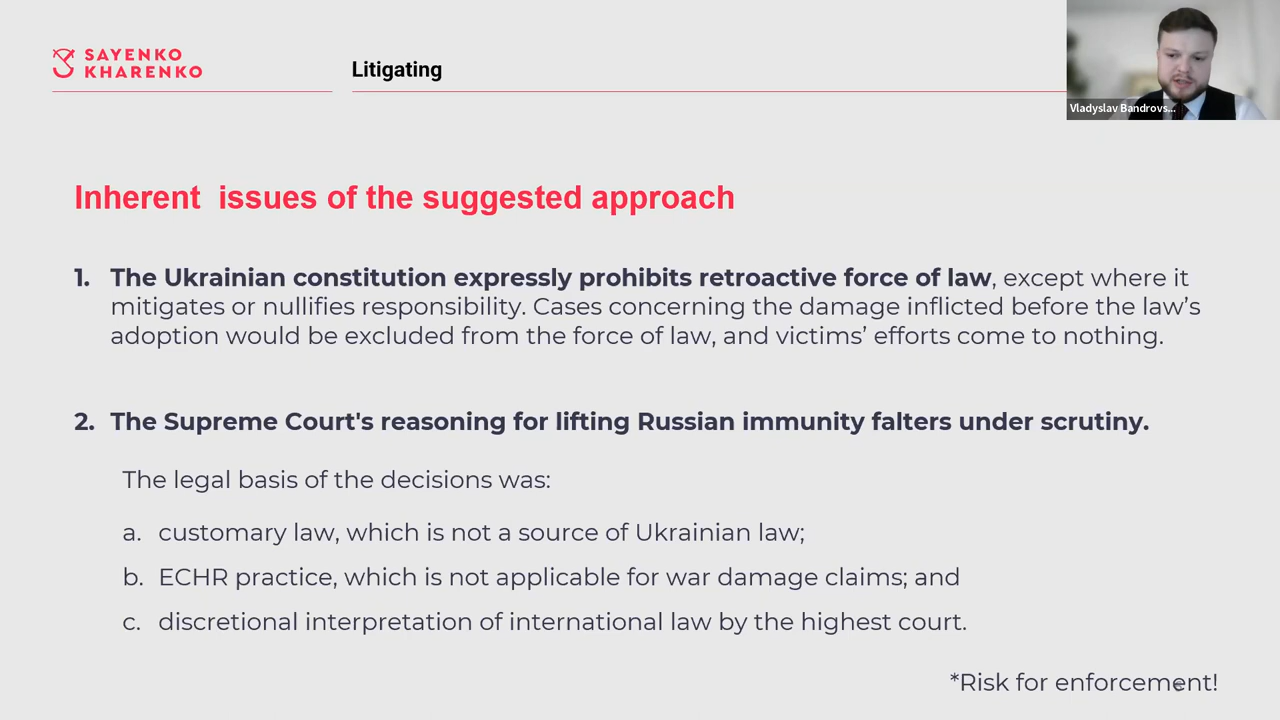 SAYENKO
KHARENKO
Litigating
Vladyslav Bandrovs...
Inherent issues of the suggested approach
1. The Ukrainian constitution expressly prohibits retroactive force of law, except where it
mitigates or nullifies responsibility. Cases concerning the damage inflicted before the law’s
adoption would be excluded from the force of law, and victims’ efforts come to nothing.
2. The Supreme Court's reasoning for lifting Russian immunity falters under scrutiny.
The legal basis of the decisions was:
a. customary law, which is not a source of Ukrainian law;
b. ECHR practice, which is not applicable for war damage claims; and
c. discretional interpretation of international law by the highest court.
*Risk for enforcement!